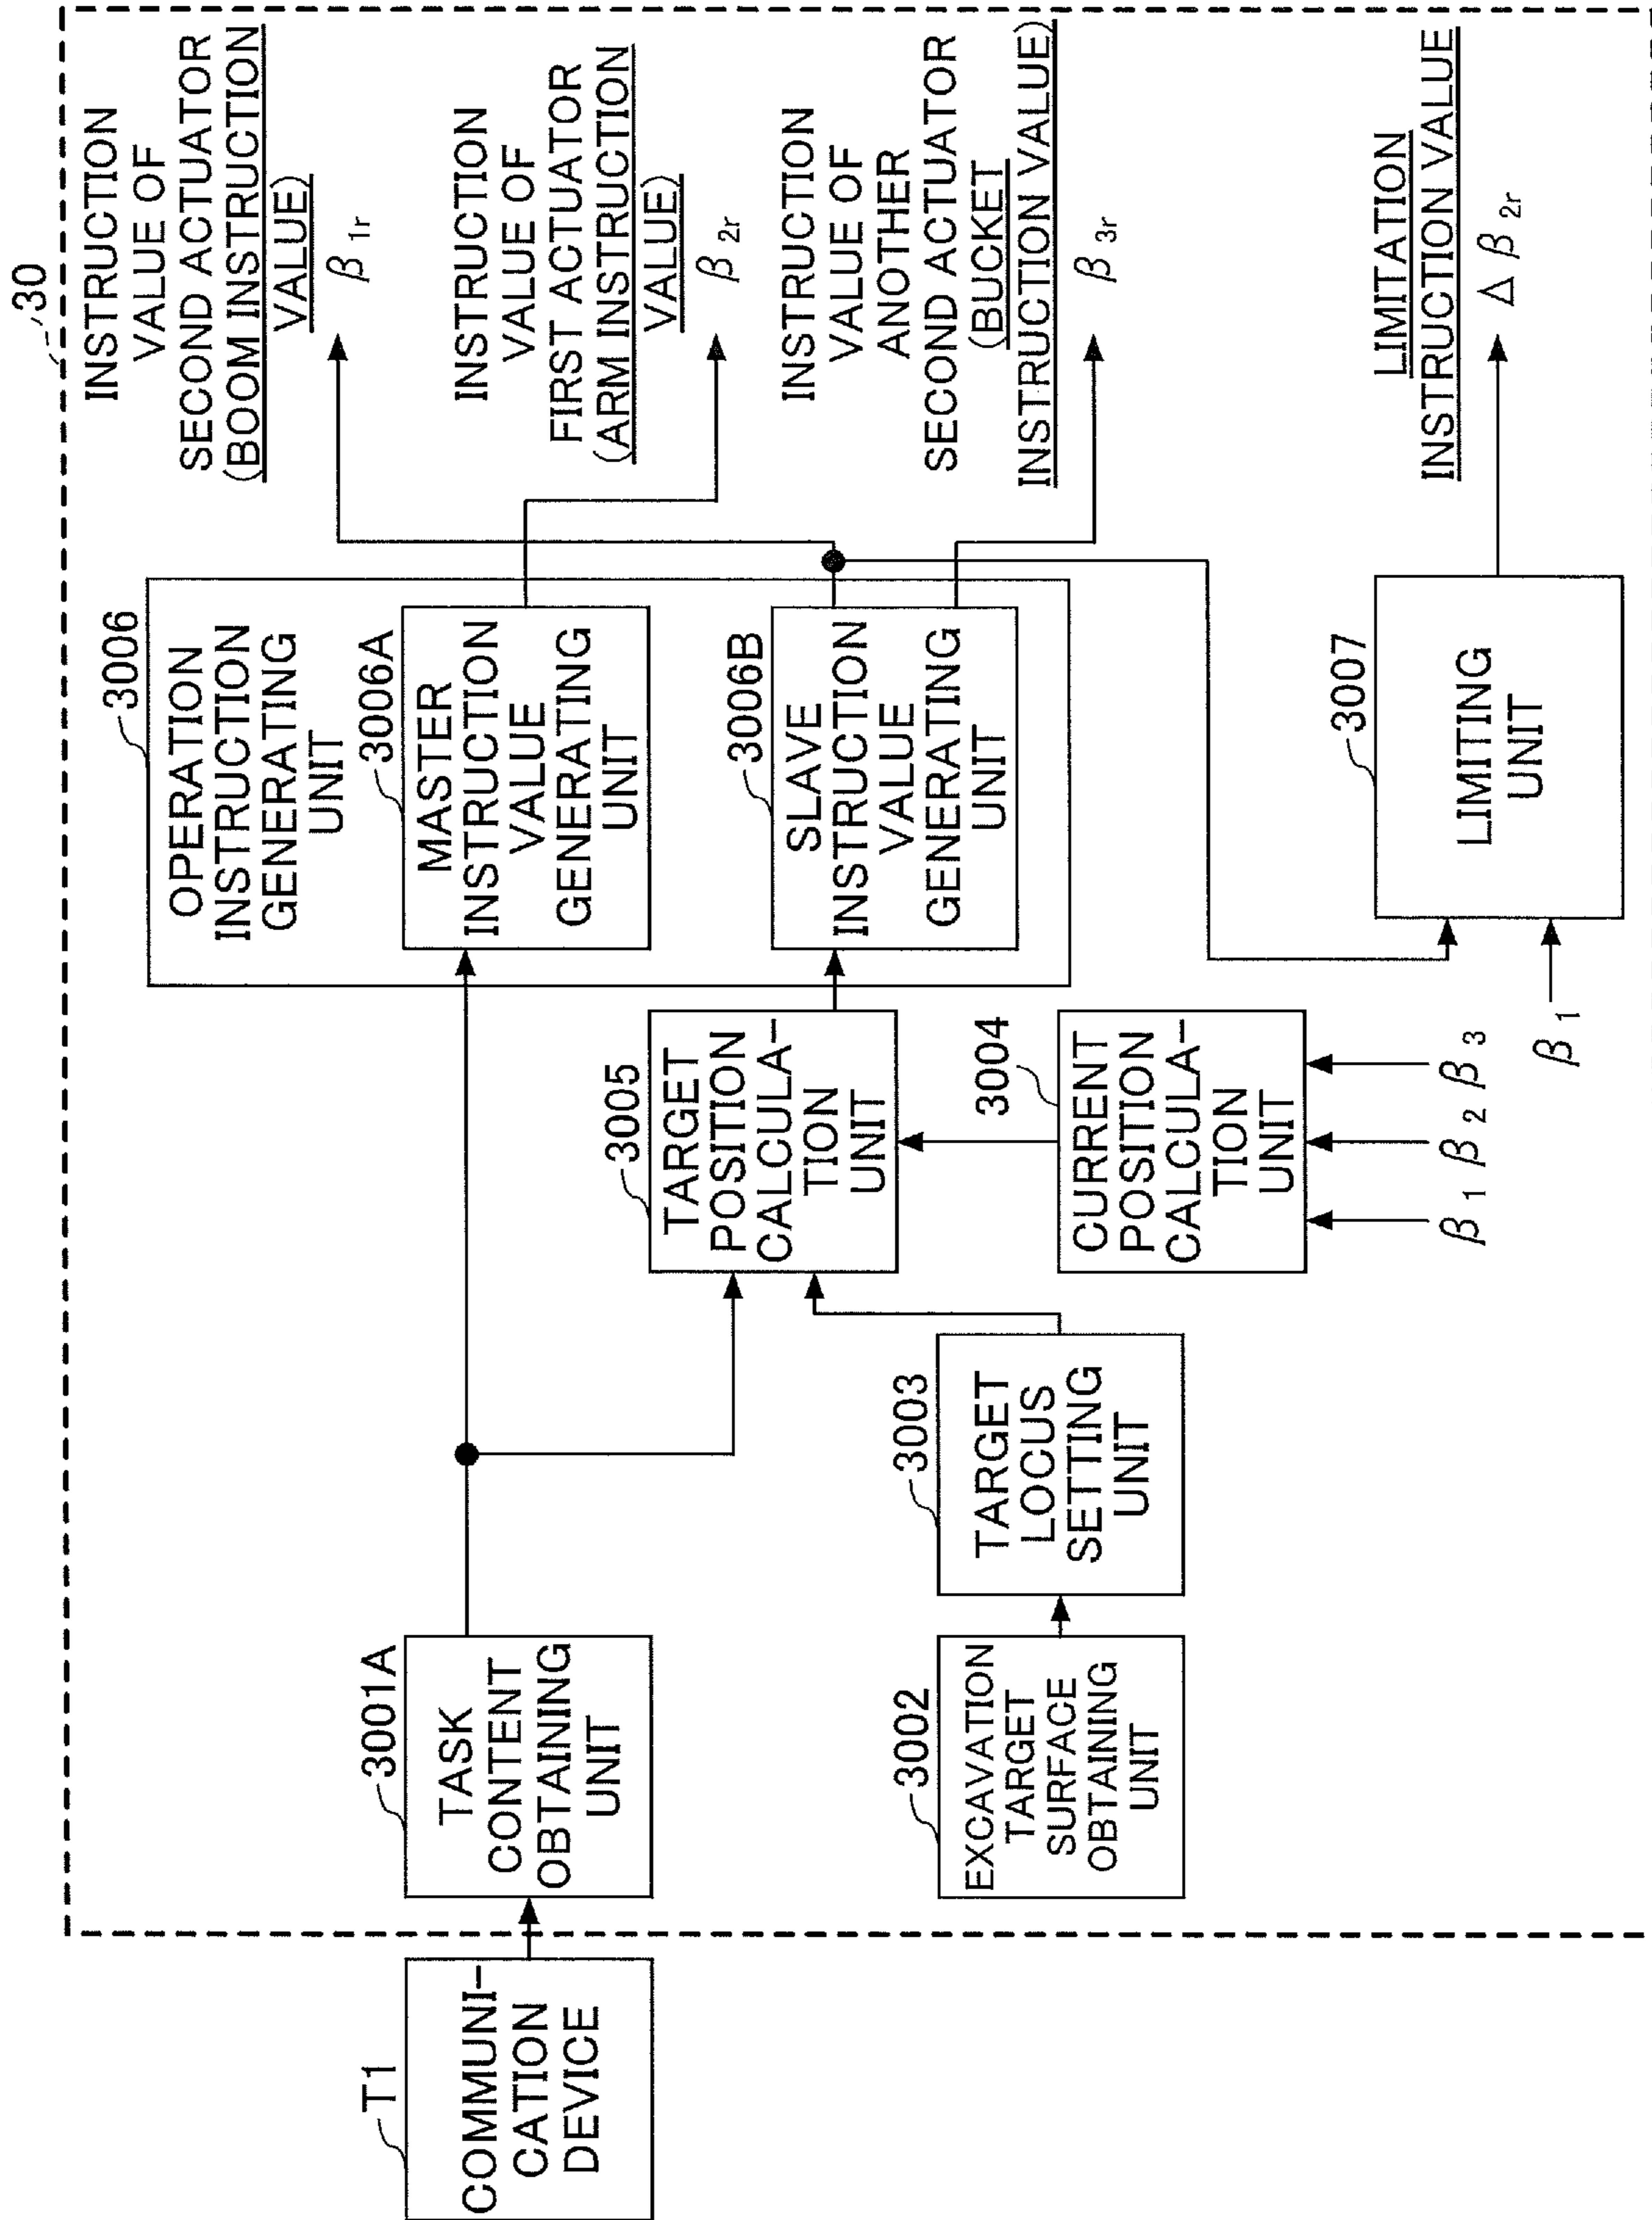 30
T1
COMMUNI-
CATION
DEVICE
3001A
TASK
CONTENT
OBTAINING
UNIT
3002
EXCAVATION
TARGET
SURFACE
OBTAINING
UNIT
3003
TARGET
LOCUS
SETTING
UNIT
3005
TARGET
POSITION
CALCULA-
TION
UNIT
3004
CURRENT
POSITION
CALCULA-
TION
UNIT
β1 β2 β3
3006
OPERATION
INSTRUCTION
GENERATING
UNIT
3006A
MASTER
INSTRUCTION
VALUE
GENERATING
UNIT
3006B
SLAVE
INSTRUCTION
VALUE
GENERATING
UNIT
3007
LIMITING
UNIT
β1
INSTRUCTION
VALUE OF
SECOND ACTUATOR
(BOOM INSTRUCTION
VALUE)
β1r
INSTRUCTION
VALUE OF
FIRST ACTUATOR
(ARM INSTRUCTION
VALUE)
β2r
INSTRUCTION
VALUE OF
ANOTHER
SECOND ACTUATOR
(BUCKET
INSTRUCTION VALUE)
β3r
LIMITATION
INSTRUCTION VALUE
Δβ2r